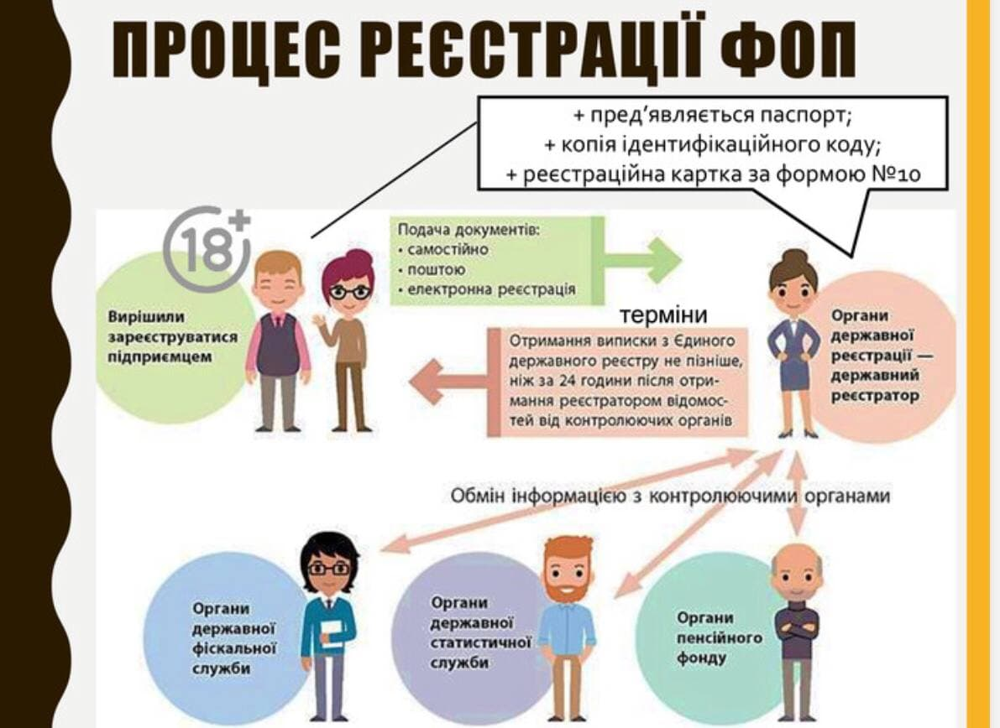 ПРОЦЕС РЕЄСТРАЦІЇ ФОП
+ пред’являється паспорт;
+ копія ідентифікаційного коду;
+ реєстраційна картка за формою №10
18+
Подача документів:
• самостійно
• поштою
• електронна реєстрація
Вирішили
зареєструватися
підприємцем
терміни
Отримання виписки з Єдиного
державного реєстру не пізніше,
ніж за 24 години після отри-
мання реєстратором відомос-
тей від контролюючих органів
Органи
державної
реєстрації —
державний
реєстратор
Обмін інформацією з контролюючими органами
Органи
державної
фіскальної
служби
Органи
державної
статистичної
служби
Органи
пенсійного
фонду